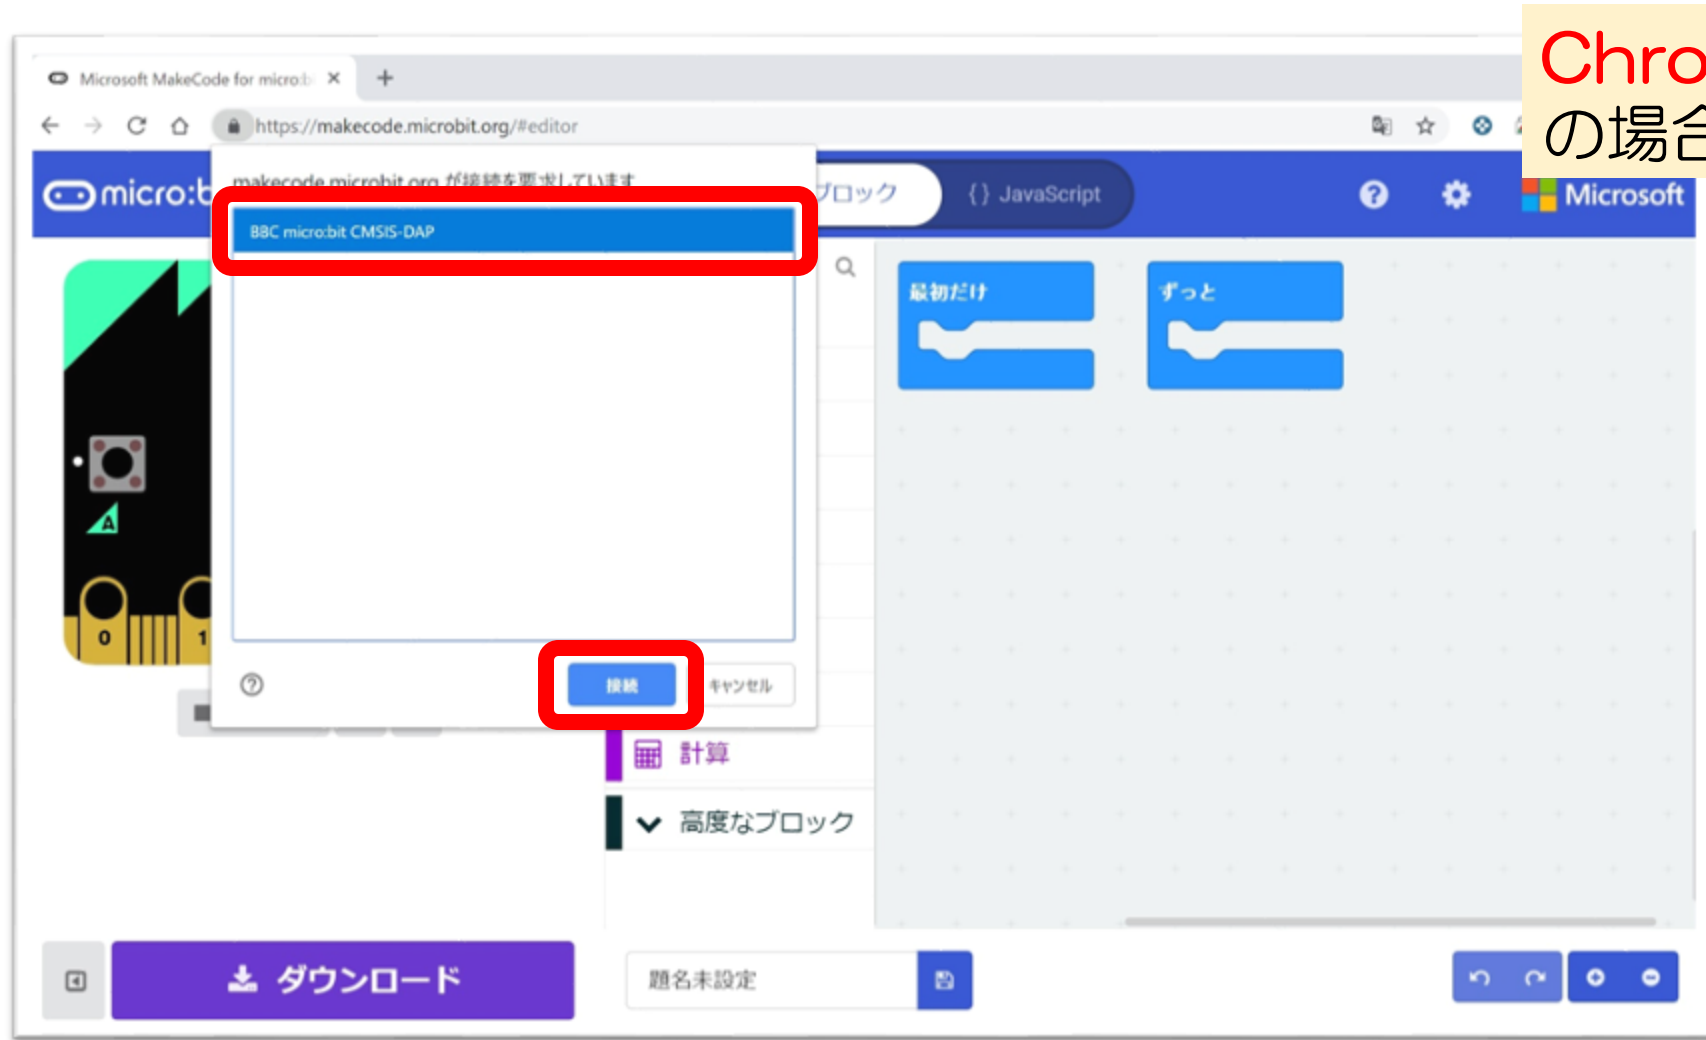 Chro
の場合
Microsoft MakeCode for micro:b
https://makecode.microbit.org/#editor
micro:b
makecode.microbit.org が接続を要求しています
BBC micro:bit CMSIS-DAP
ブロック
{} JavaScript
Microsoft
最初だけ
ずっと
A
0
1
接続
キャンセル
計算
高度なブロック
ダウンロード
題名未設定